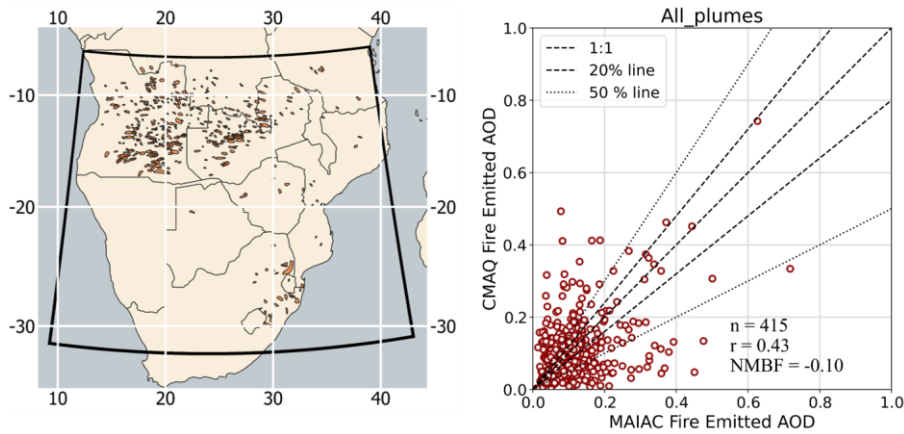 10 20 30 40
-10 -10
-20 -20
-30 -30
10 20 30 40
All_plumes
1:1
20% line
50 % line
CMAQ Fire Emitted AOD
1.0
0.8
0.6
0.4
0.2
0.0
n = 415
r = 0.43
NMBF = -0.10
0.0 0.2 0.4 0.6 0.8 1.0
MAIAC Fire Emitted AOD